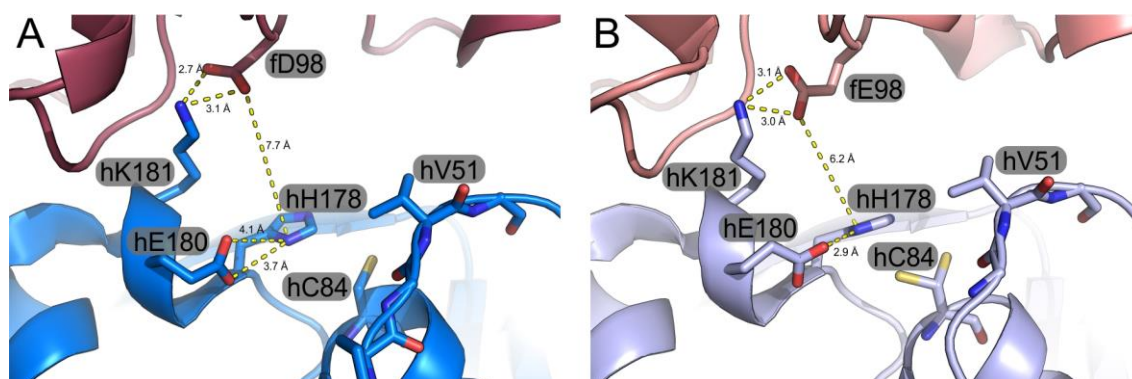 A
fD98
2.7 Å
3.1 Å
7.7 Å
hK181
hV51
hH178
hE180
4.1 Å
3.7 Å
hC84
B
3.1 Å
fE98
3.0 Å
6.2 Å
hK181
hV51
hH178
hE180
2.9 Å
hC84